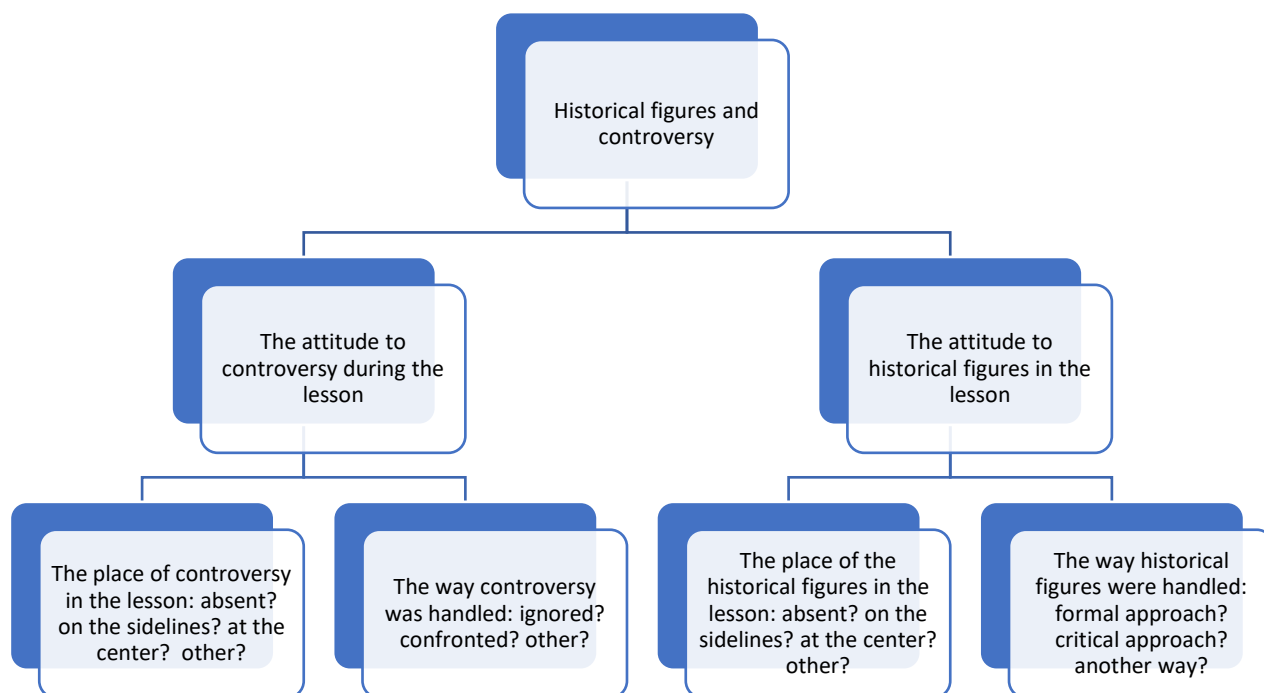 Historical figures and
controversy
The attitude to
controversy during the
lesson
The attitude to
historical figures in the
lesson
The place of controversy
in the lesson: absent?
on the sidelines? at the
center?  other?
The way controversy
was handled: ignored?
confronted? other?
The place of the
historical figures in the
lesson: absent? on the
sidelines? at the center?
other?
The way historical
figures were handled:
formal approach?
critical approach?
another way?